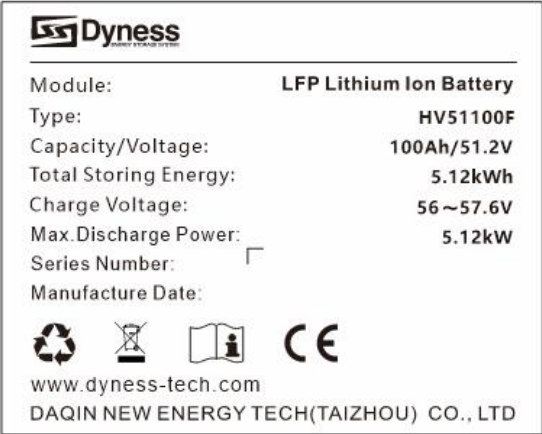 Dyness
ENERGY STORAGE SYSTEM
Module: LFP Lithium Ion Battery
Type: HV51100F
Capacity/Voltage: 100Ah/51.2V
Total Storing Energy: 5.12kWh
Charge Voltage: 56~57.6V
Max.Discharge Power: 5.12kW
Series Number:
Manufacture Date:
CE
www.dyness-tech.com
DAQIN NEW ENERGY TECH(TAIZHOU) CO., LTD